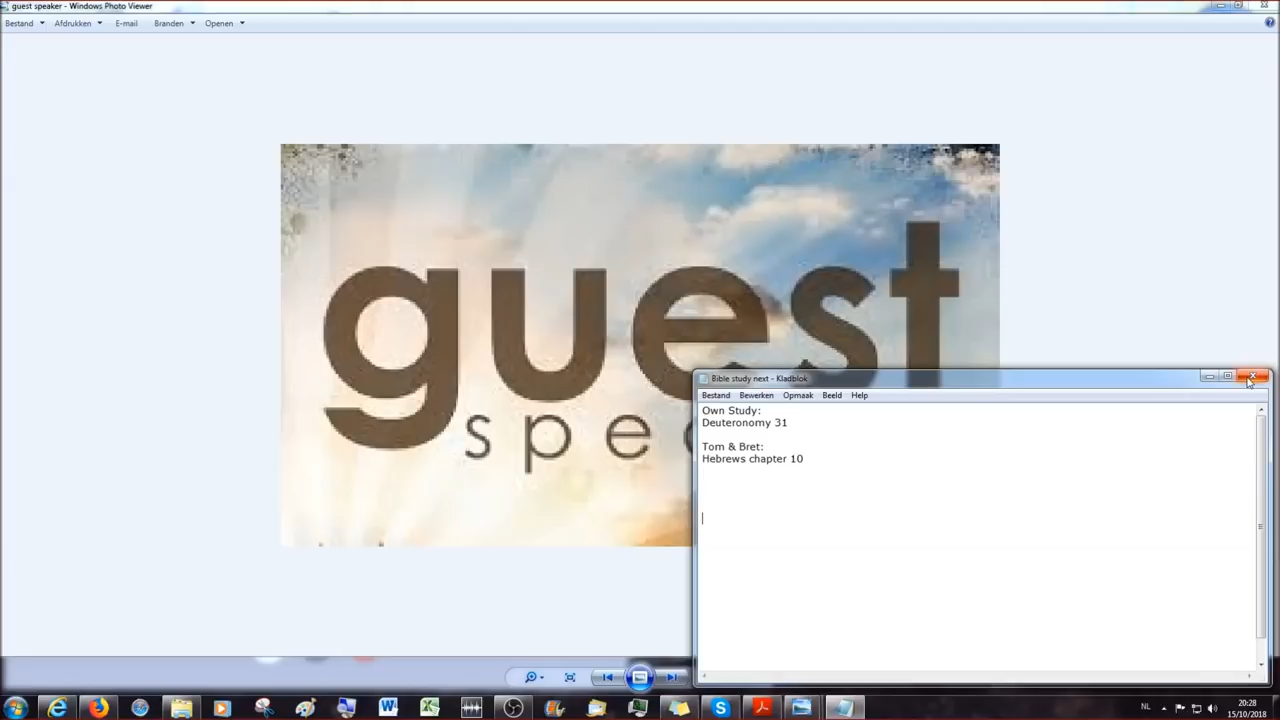 guest speaker - Windows Photo Viewer
Bestand Afdrukken E-mail Branden Openen
guest
spe
Bible study next - Kladblok
Bestand Bewerken Opmaak Beeld Help
Own Study:
Deuteronomy 31
Tom & Bret:
Hebrews chapter 10
NL
20:28
15/10/2018